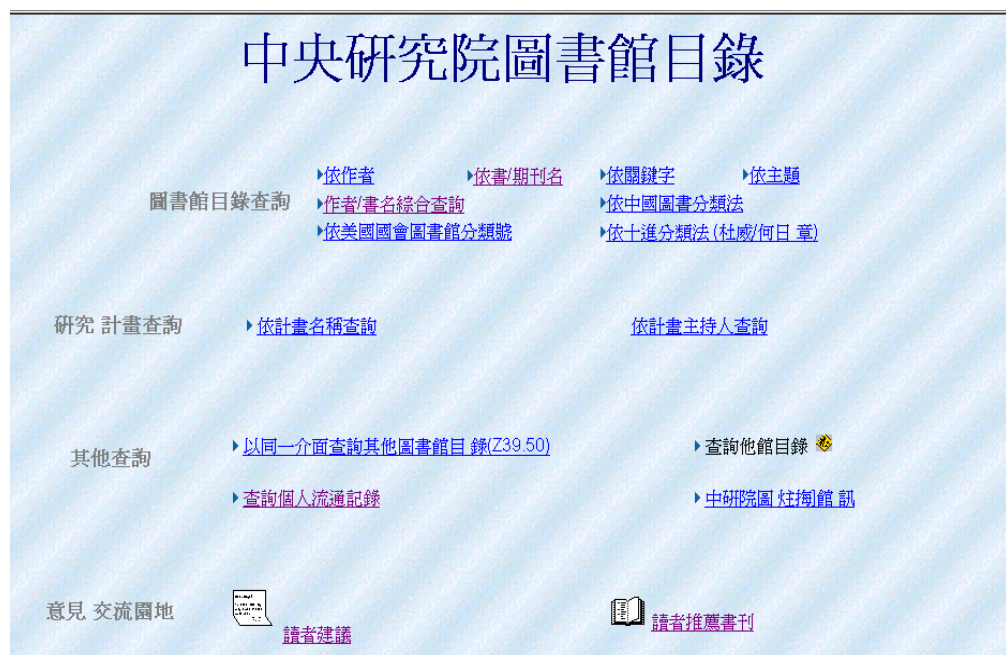 中央研究院圖書館目錄
依作者 依書/期刊名 依關鍵字 依主題
圖書館目錄查詢 作者/書名綜合查詢 依中國圖書分類法
依美國國會圖書館分類號 依十進分類法 (杜威/何日 章)
研究 計畫查詢 依計畫名稱查詢 依計畫主持人查詢
其他查詢 以同一介面查詢其他圖書館目 錄(Z39.50) 查詢他館目錄
查詢個人流通記錄 中研院圖 館 訊
意見 交流園地 讀者建議 讀者推薦書刊